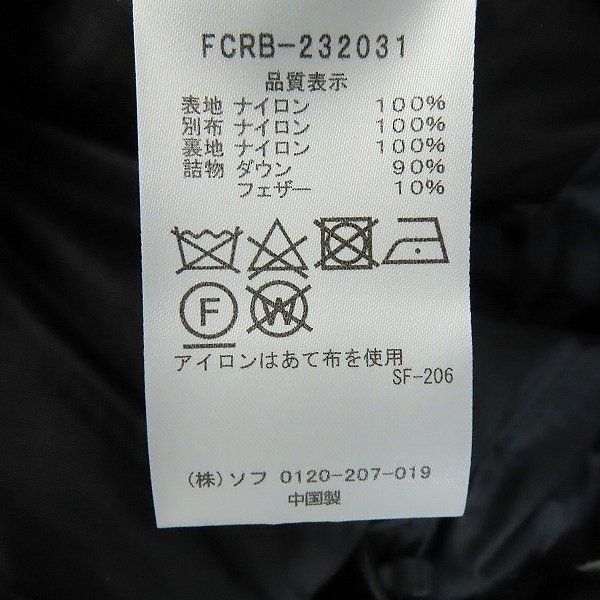 FCRB-232031
品質表示
表地 ナイロン 100%
別布 ナイロン 100%
裏地 ナイロン 100%
詰物 ダウン 90%
フェザー 10%
F W
アイロンはあて布を使用
SF-206
(株)ソフ 0120-207-019
中国製